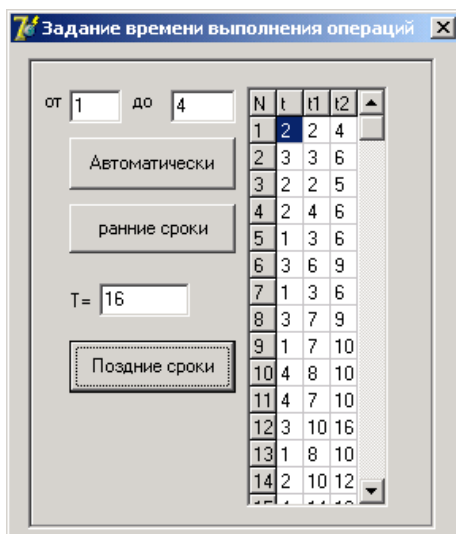 Задание времени выполнения операций
от 1 до 4
Автоматически
ранние сроки
T= 16
Поздние сроки
N t t1 t2
1 2 2 4
2 3 3 6
3 2 2 5
4 2 4 6
5 1 3 6
6 3 6 9
7 1 3 6
8 3 7 9
9 1 7 10
10 4 8 10
11 4 7 10
12 3 10 16
13 1 8 10
14 2 10 12